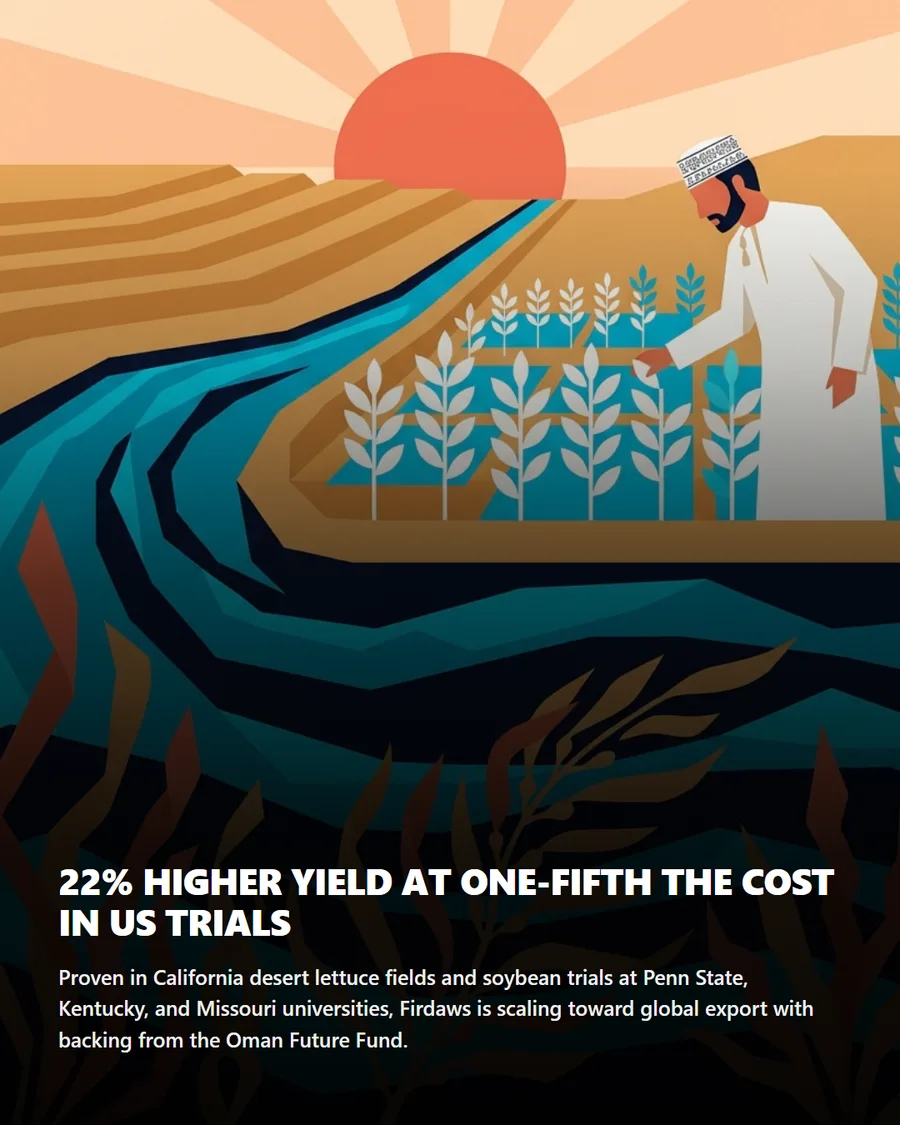 22% HIGHER YIELD AT ONE-FIFTH THE COST
IN US TRIALS
Proven in California desert lettuce fields and soybean trials at Penn State,
Kentucky, and Missouri universities, Firdaws is scaling toward global export with
backing from the Oman Future Fund.